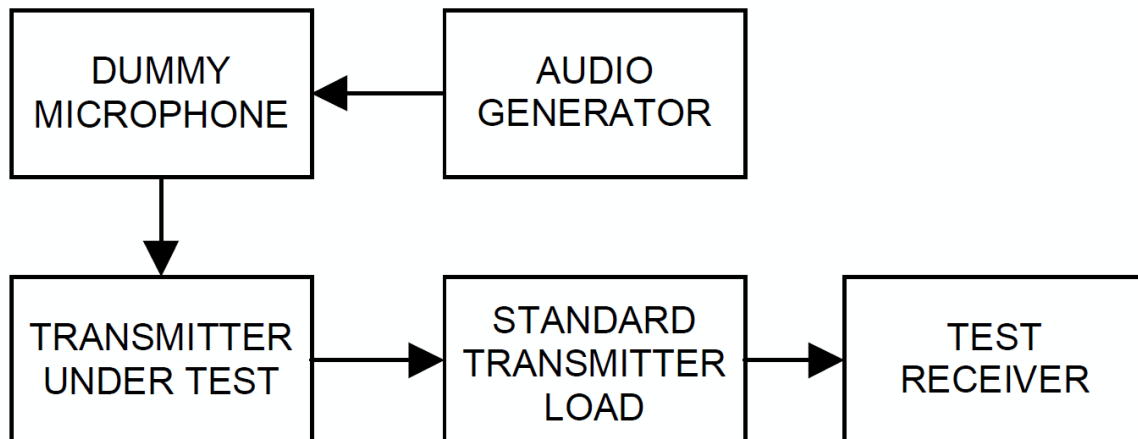 DUMMY
MICROPHONE
AUDIO
GENERATOR
TRANSMITTER
UNDER TEST
STANDARD
TRANSMITTER
LOAD
TEST
RECEIVER